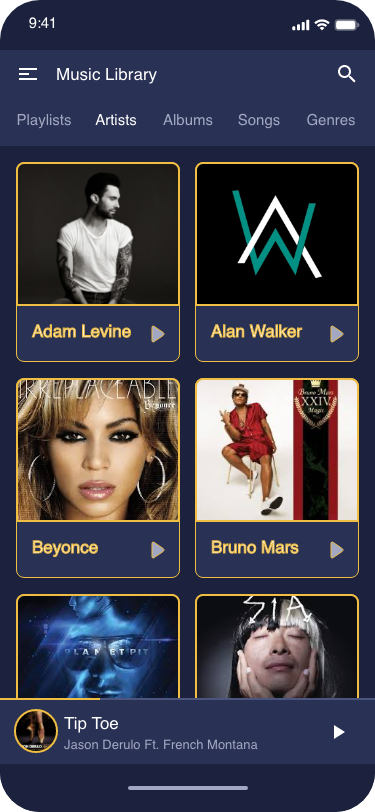 9:41
Music Library
Playlists Artists Albums Songs Genres
Adam Levine
Alan Walker
IRREPLACEABLE
Beyonce
Bruno Mars
XXIV
Magic
Beyonce
Bruno Mars
PLANET PIT
SIA
Tip Toe
Jason Derulo Ft. French Montana